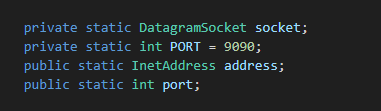 private static DatagramSocket socket;
private static int PORT = 9090;
public static InetAddress address;
public static int port;